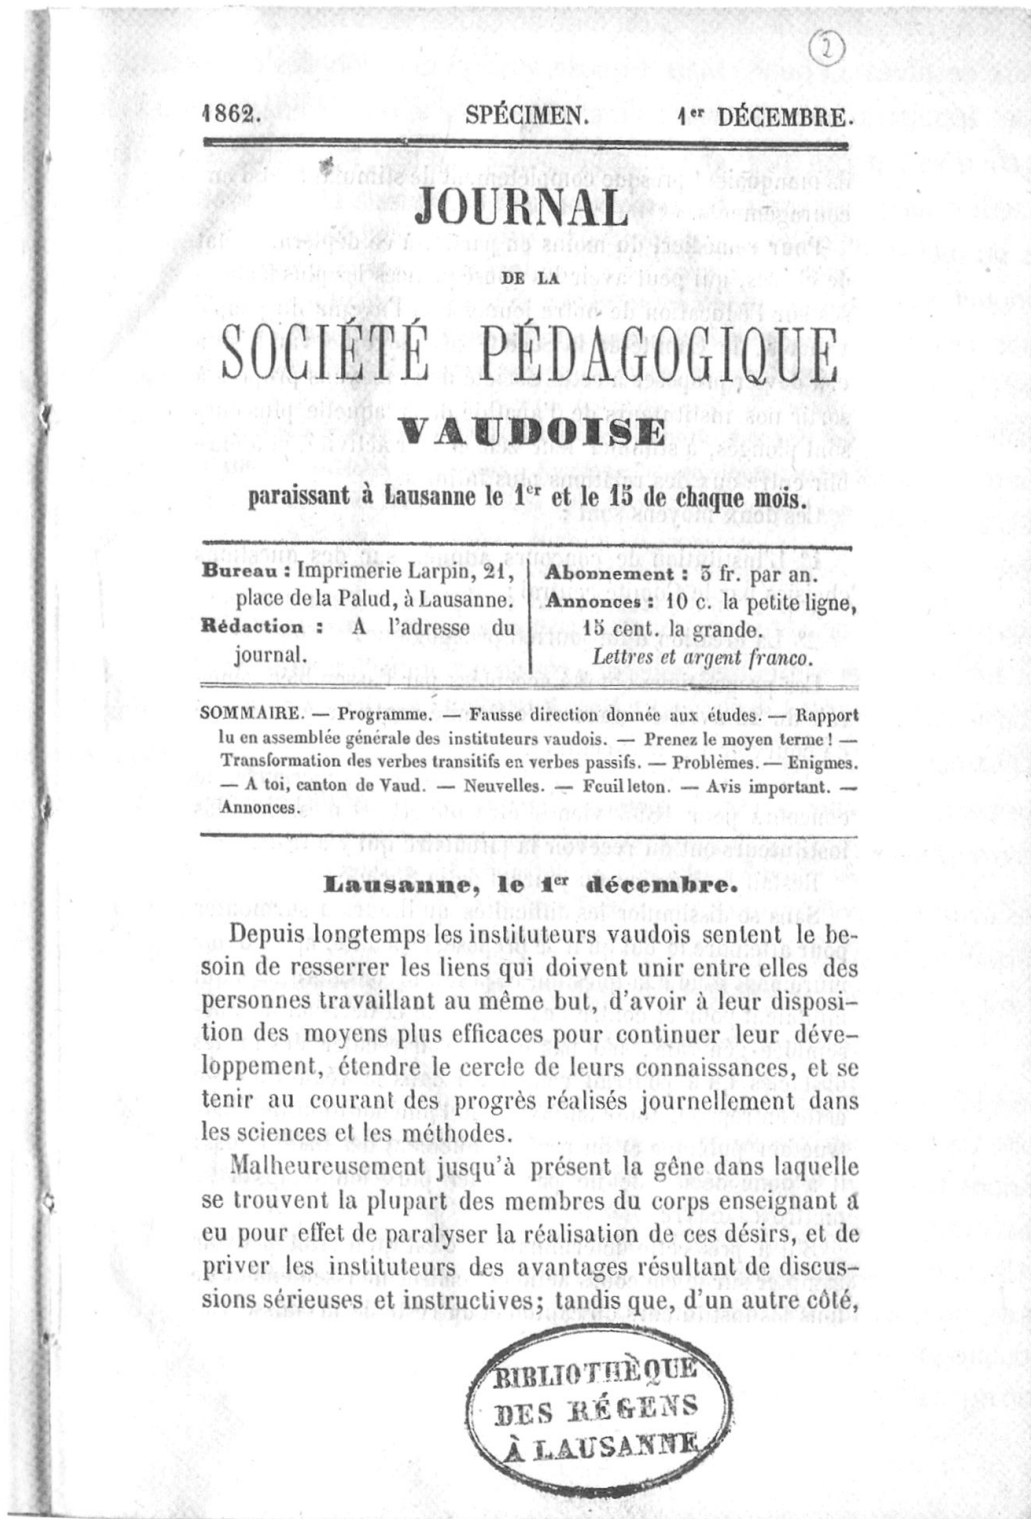 2
1862. SPÉCIMEN. 1er DÉCEMBRE.
JOURNAL
DE LA
SOCIÉTÉ PÉDAGOGIQUE
VAUDOISE
paraissant à Lausanne le 1er et le 15 de chaque mois.
Bureau : Imprimerie Larpin, 21,
place de la Palud, à Lausanne.
Rédaction : A l'adresse du
journal.
Abonnement : 3 fr. par an.
Annonces : 10 c. la petite ligne,
15 cent. la grande.
Lettres et argent franco.
SOMMAIRE. — Programme. — Fausse direction donnée aux études. — Rapport
lu en assemblée générale des instituteurs vaudois. — Prenez le moyen terme ! —
Transformation des verbes transitifs en verbes passifs. — Problèmes. — Enigmes.
— A toi, canton de Vaud. — Neuvelles. — Feuilleton. — Avis important. —
Annonces.
Lausanne, le 1er décembre.
Depuis longtemps les instituteurs vaudois sentent le be-
soin de resserrer les liens qui doivent unir entre elles des
personnes travaillant au même but, d'avoir à leur disposi-
tion des moyens plus efficaces pour continuer leur déve-
loppement, étendre le cercle de leurs connaissances, et se
tenir au courant des progrès réalisés journellement dans
les sciences et les méthodes.
Malheureusement jusqu'à présent la gêne dans laquelle
se trouvent la plupart des membres du corps enseignant a
eu pour effet de paralyser la réalisation de ces désirs, et de
priver les instituteurs des avantages résultant de discus-
sions sérieuses et instructives; tandis que, d'un autre côté,
BIBLIOTHÈQUE
DES RÉGENS
À LAUSANNE